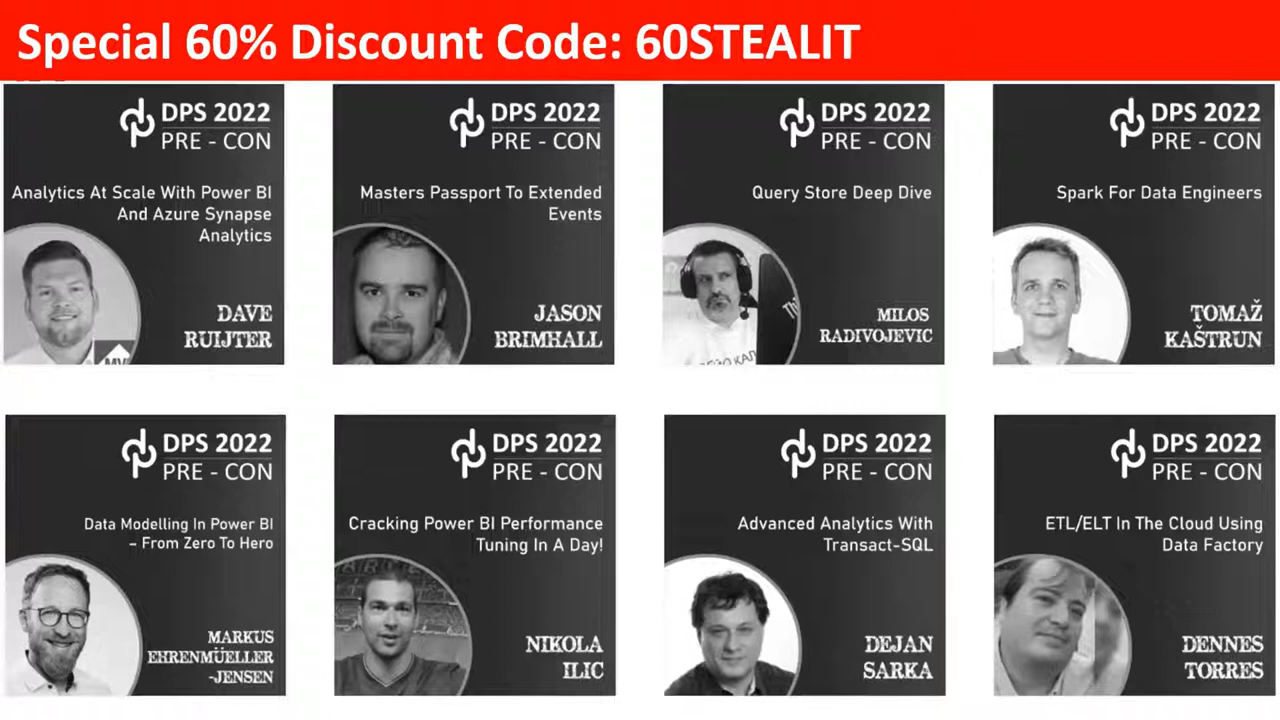 Special 60% Discount Code: 60STEALIT
DPS 2022
PRE - CON
Analytics At Scale With Power BI
And Azure Synapse
Analytics
DAVE
RUIJTER
DPS 2022
PRE - CON
Masters Passport To Extended
Events
JASON
BRIMHALL
DPS 2022
PRE - CON
Query Store Deep Dive
MILOS
RADIVOJEVIC
DPS 2022
PRE - CON
Spark For Data Engineers
TOMAŽ
KAŠTRUN
DPS 2022
PRE - CON
Data Modelling In Power BI
– From Zero To Hero
MARKUS
EHRENMÜELLER
-JENSEN
DPS 2022
PRE - CON
Cracking Power BI Performance
Tuning In A Day!
NIKOLA
ILIC
DPS 2022
PRE - CON
Advanced Analytics With
Transact-SQL
DEJAN
SARKA
DPS 2022
PRE - CON
ETL/ELT In The Cloud Using
Data Factory
DENNES
TORRES